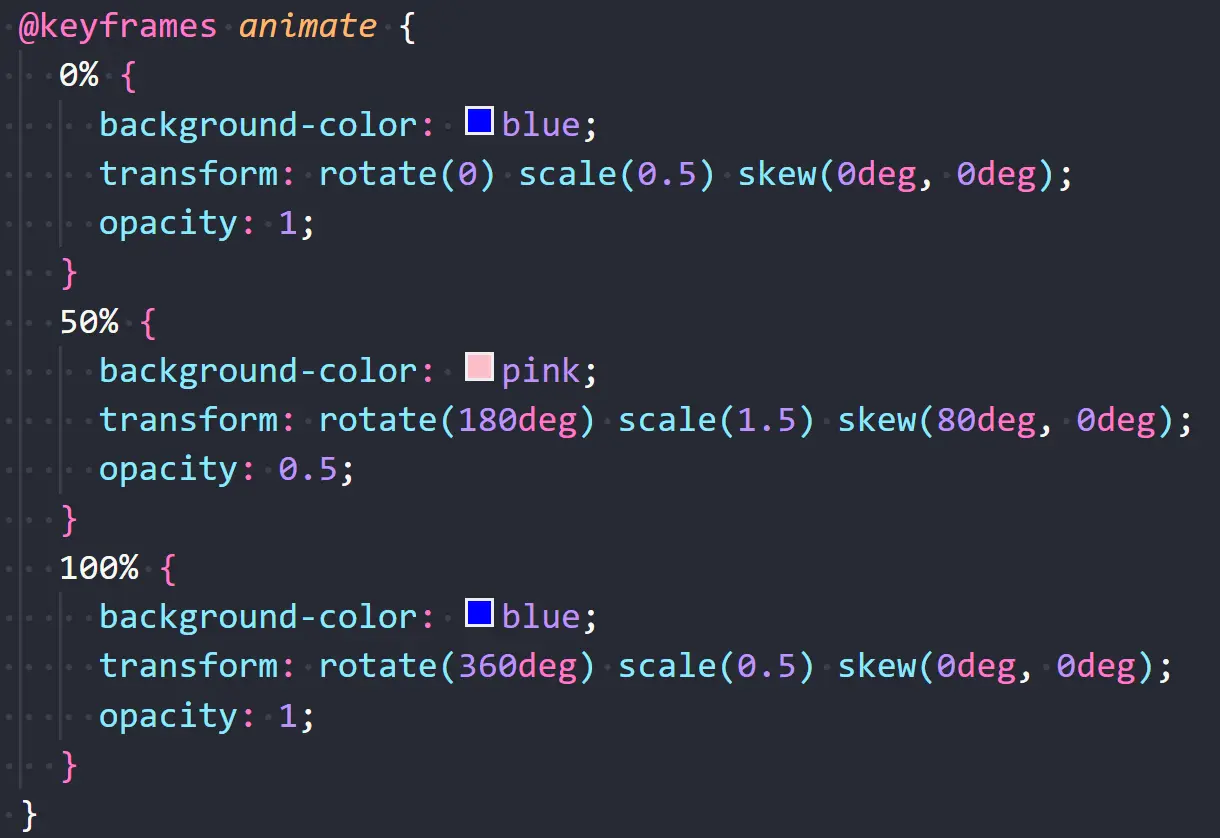 @keyframes animate {
0% {
background-color: blue;
transform: rotate(0) scale(0.5) skew(0deg, 0deg);
opacity: 1;
}
50% {
background-color: pink;
transform: rotate(180deg) scale(1.5) skew(80deg, 0deg);
opacity: 0.5;
}
100% {
background-color: blue;
transform: rotate(360deg) scale(0.5) skew(0deg, 0deg);
opacity: 1;
}
}